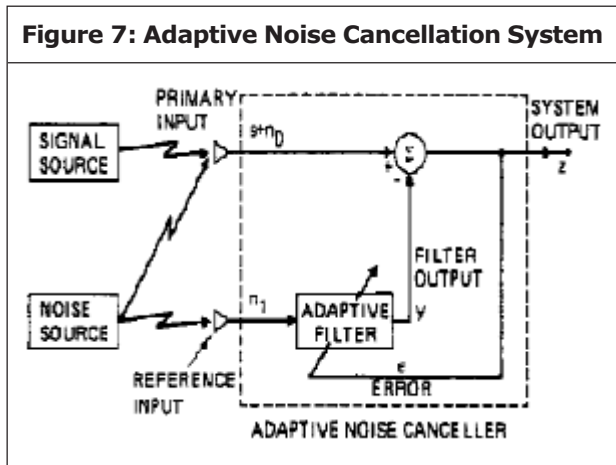 Figure 7: Adaptive Noise Cancellation System
PRIMARY
INPUT
SYSTEM
OUTPUT
SIGNAL
SOURCE
s+n0
Σ
+
-
z
FILTER
OUTPUT
NOISE
SOURCE
n1
ADAPTIVE
FILTER
y
REFERENCE
INPUT
e
ERROR
ADAPTIVE NOISE CANCELLER